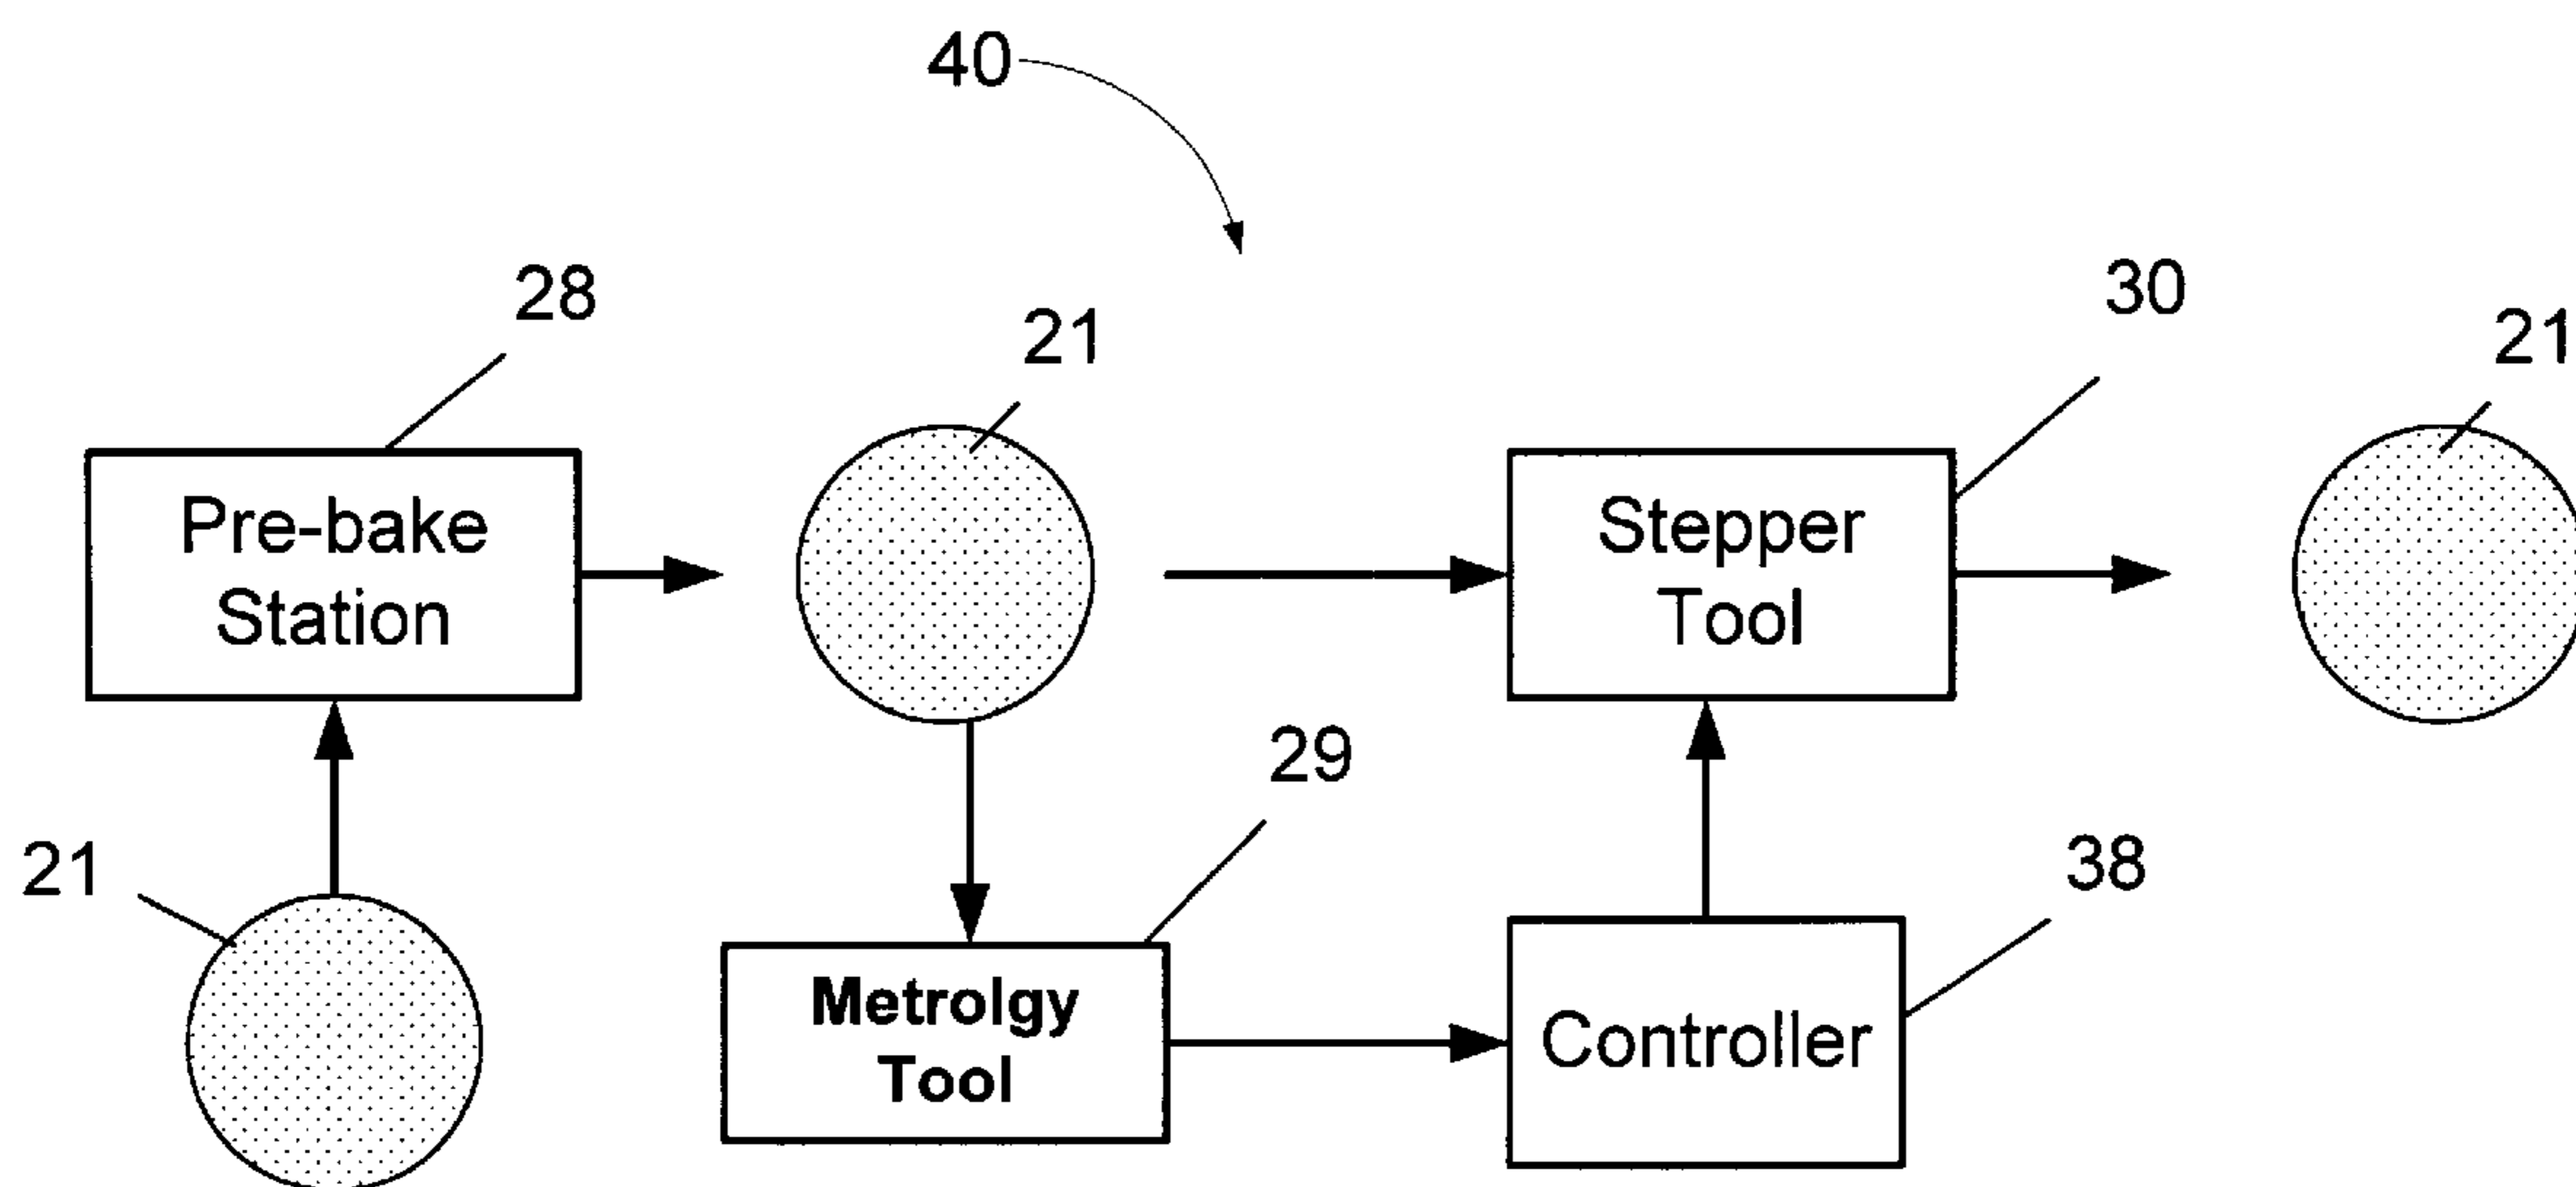 40
28
21
30
21
Pre-bake
Station
Stepper
Tool
29
21
38
Metrolgy
Tool
Controller